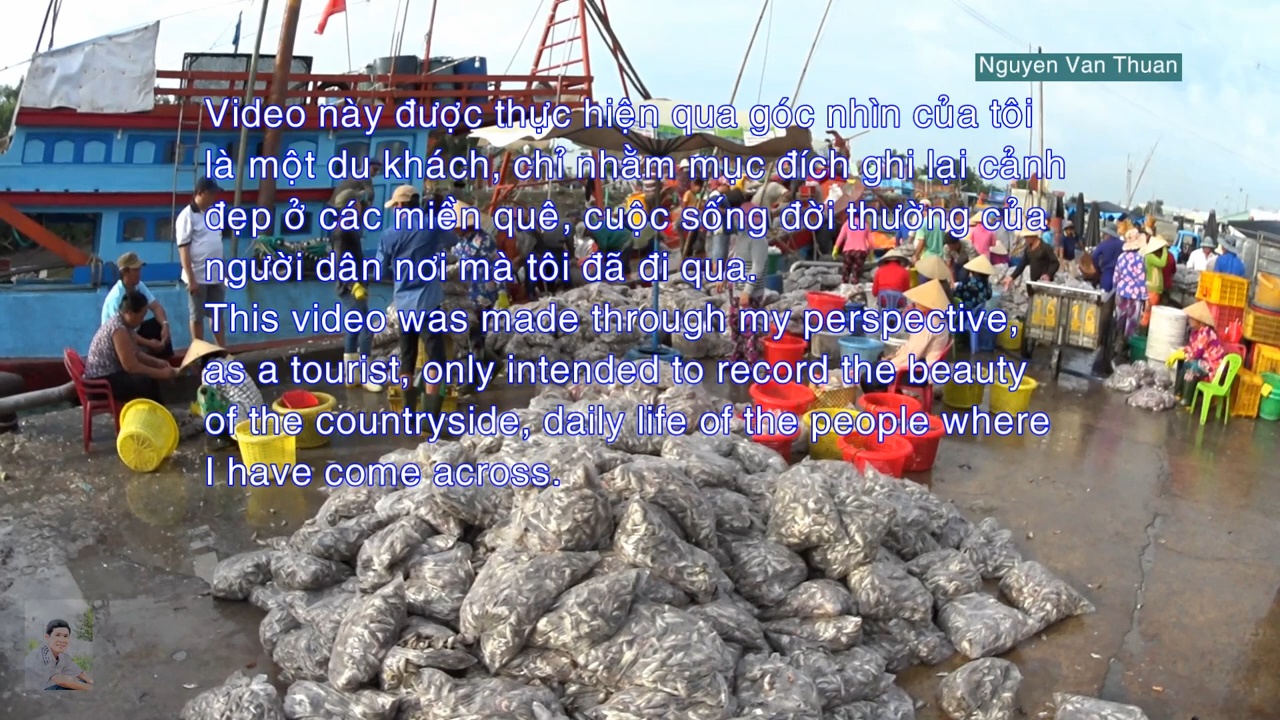 Nguyen Van Thuan
Video này được thực hiện qua góc nhìn của tôi
là một du khách, chỉ nhằm mục đích ghi lại cảnh
đẹp ở các miền quê, cuộc sống đời thường của
người dân nơi mà tôi đã đi qua.
This video was made through my perspective,
as a tourist, only intended to record the beauty
of the countryside, daily life of the people where
I have come across.